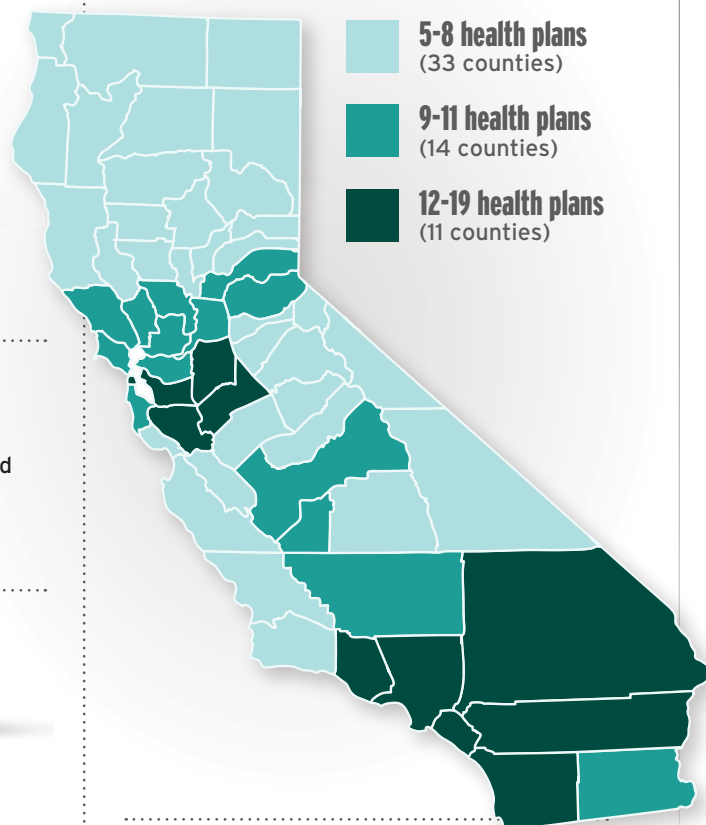 5-8 health plans
(33 counties)
9-11 health plans
(14 counties)
12-19 health plans
(11 counties)
d